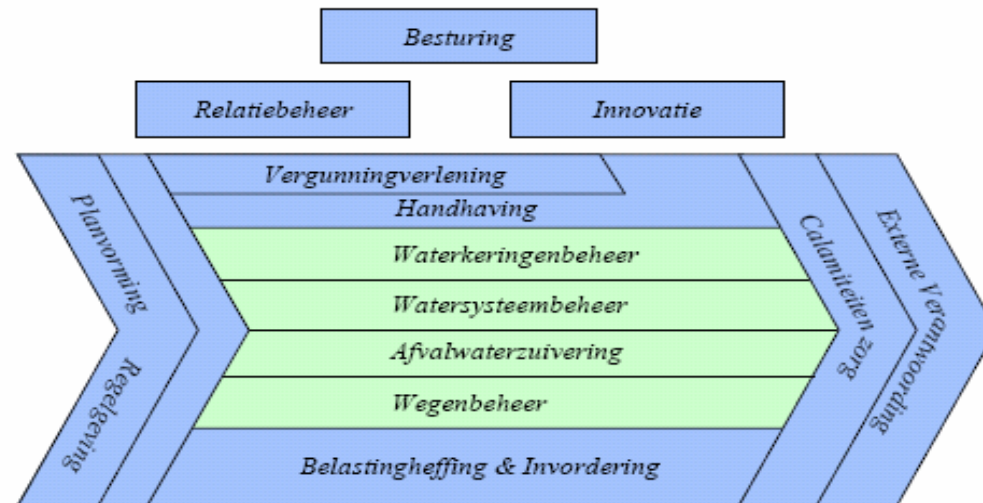 Besturing
Relatiebeheer
Innovatie
Vergunningverlening
Handhaving
Planvorming
Regelgeving
Waterkeringenbeheer
Watersysteembeheer
Afvalwaterzuivering
Wegenbeheer
Belastingheffing & Invordering
Calamiteiten zorg
Externe Verantwoording